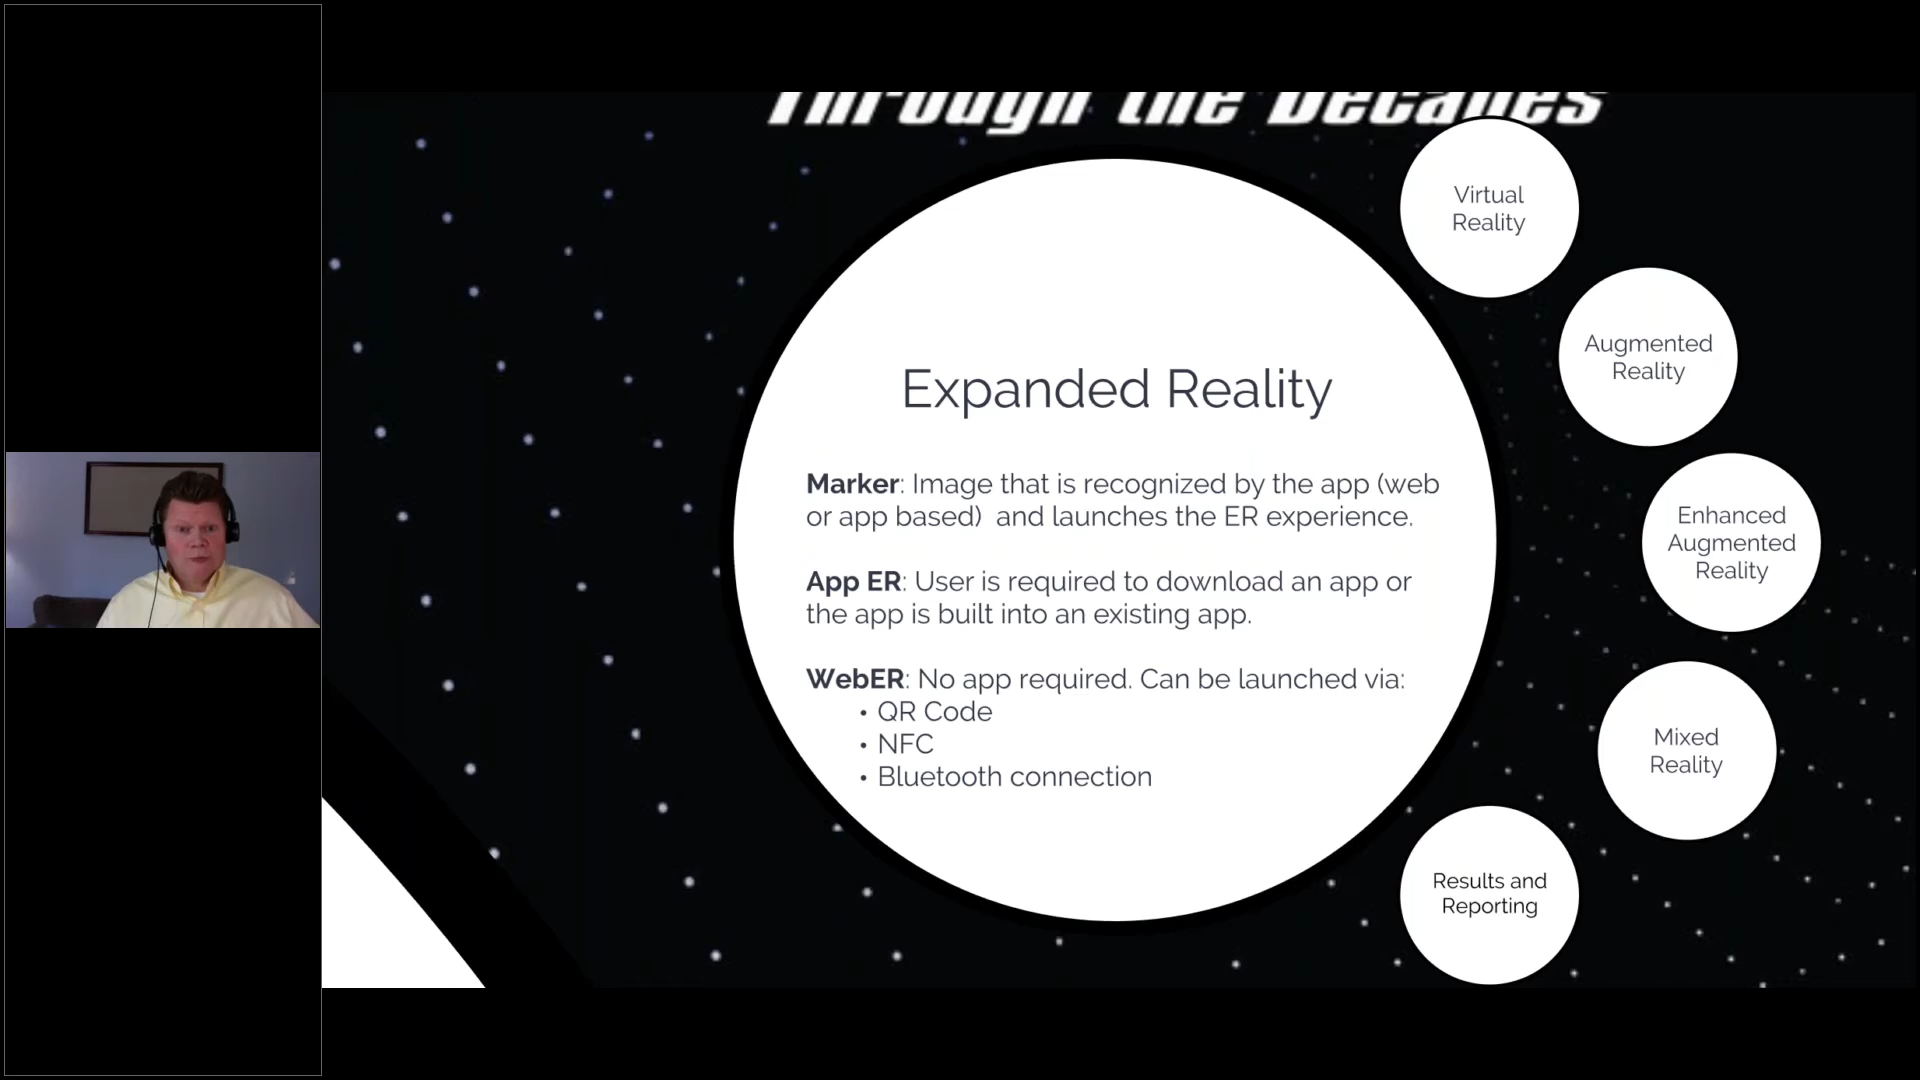 Through the Decades
Expanded Reality
Marker: Image that is recognized by the app (web
or app based)  and launches the ER experience.
App ER: User is required to download an app or
the app is built into an existing app.
WebER: No app required. Can be launched via:
• QR Code
• NFC
• Bluetooth connection
Virtual
Reality
Augmented
Reality
Enhanced
Augmented
Reality
Mixed
Reality
Results and
Reporting